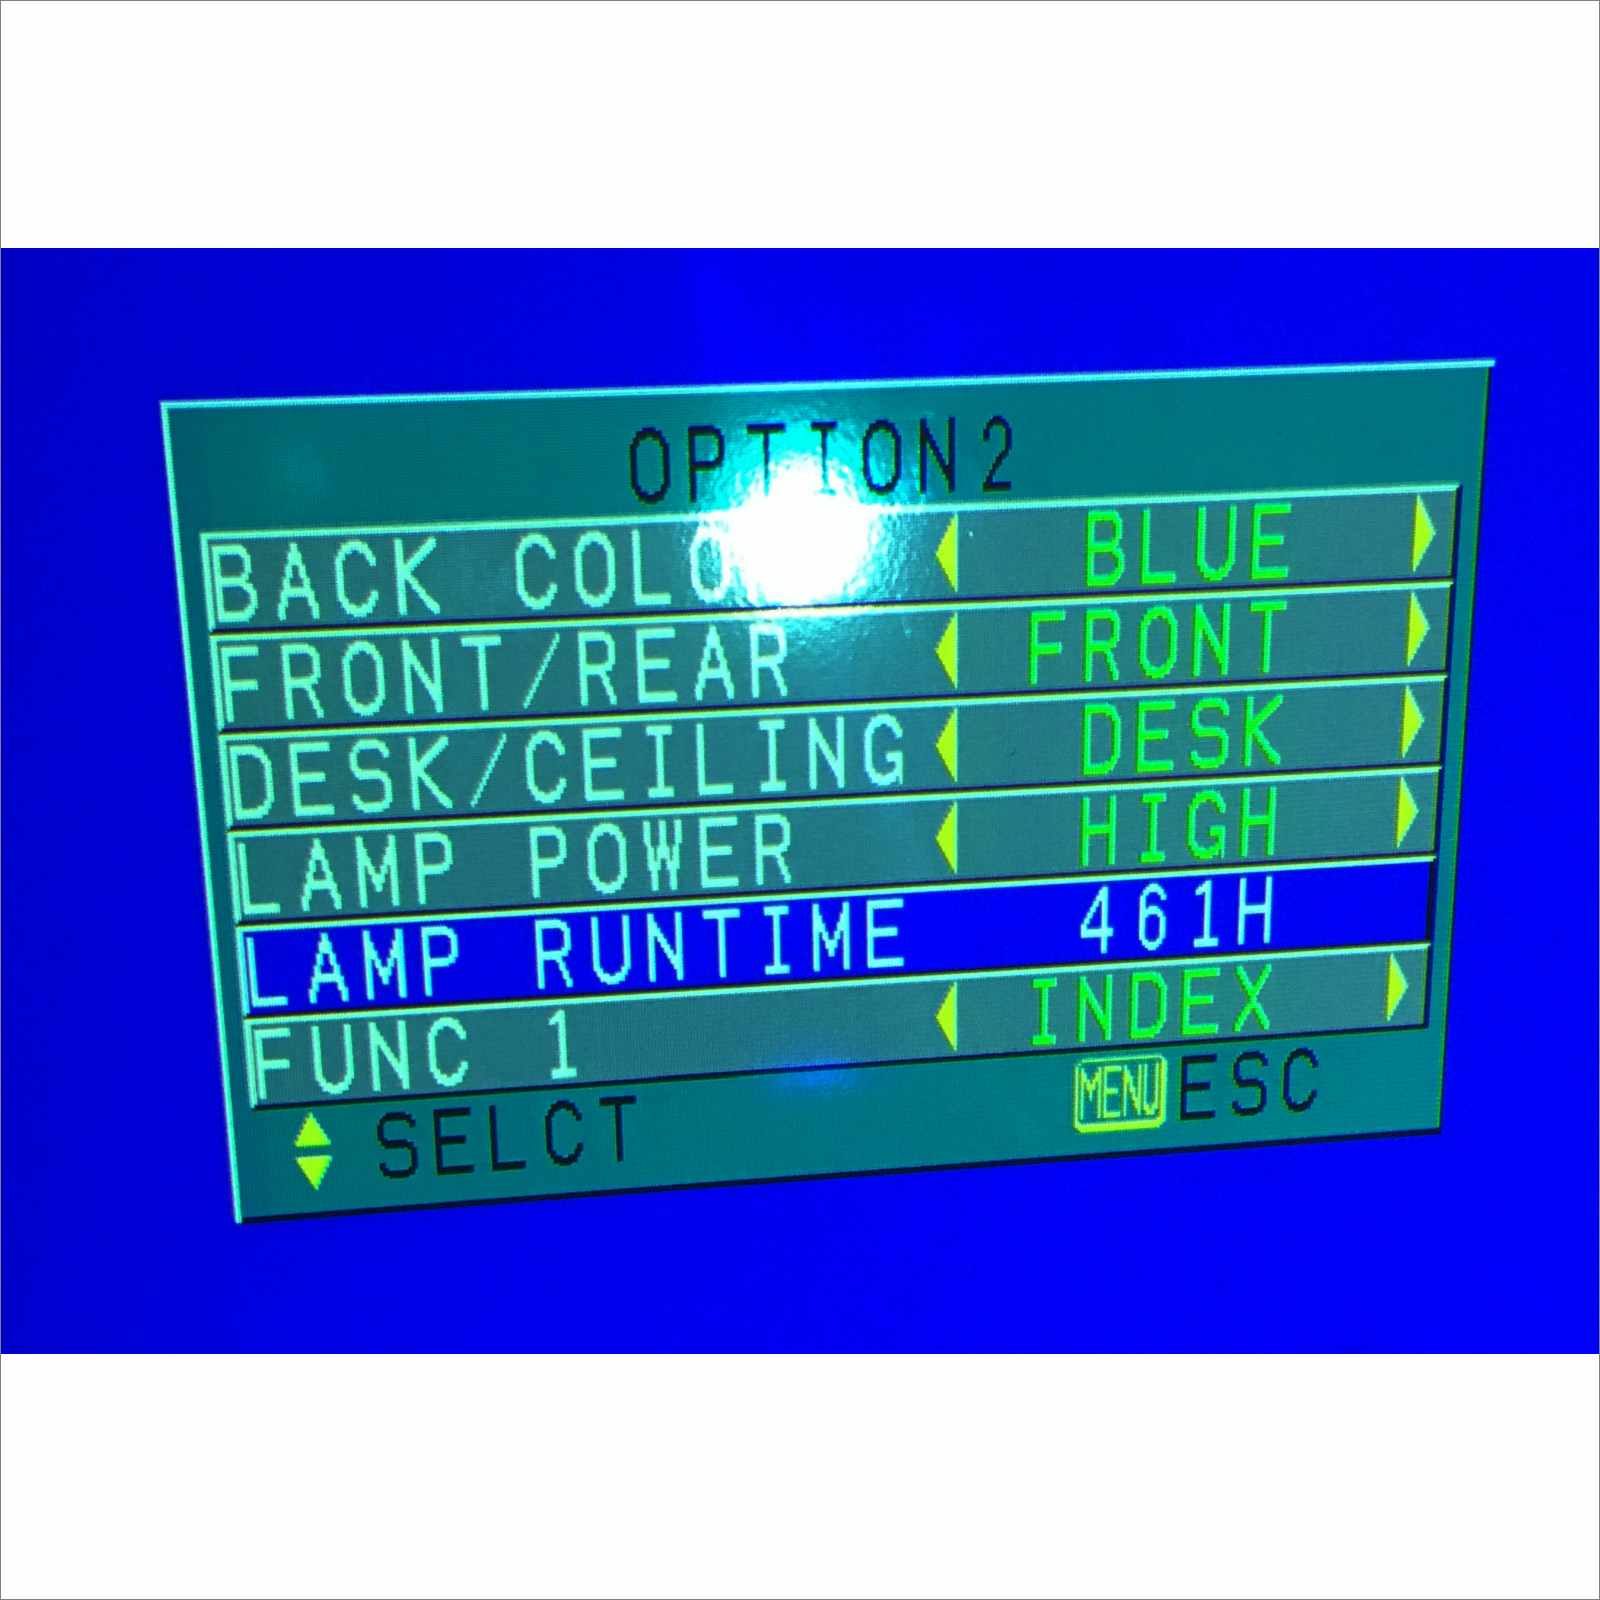 OPTION2
BACK BLUE
FRONT/REAR FRONT
DESK/CEILING DESK
LAMP POWER HIGH
LAMP RUNTIME 461H
FUNC 1 INDEX
SELCT MENU ESC